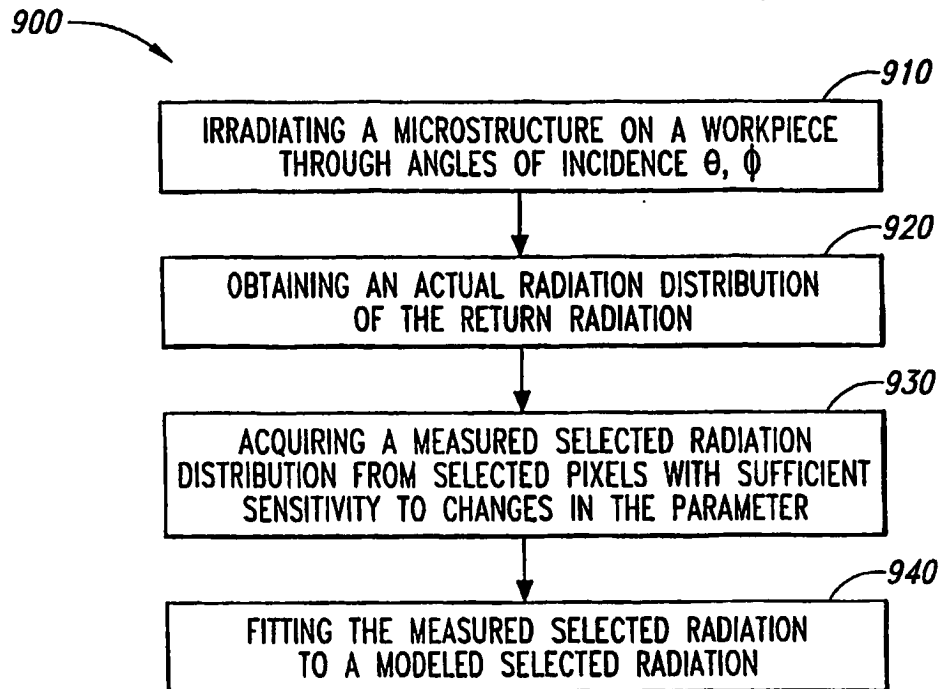 900
910
IRRADIATING A MICROSTRUCTURE ON A WORKPIECE
THROUGH ANGLES OF INCIDENCE θ, ϕ
920
OBTAINING AN ACTUAL RADIATION DISTRIBUTION
OF THE RETURN RADIATION
930
ACQUIRING A MEASURED SELECTED RADIATION
DISTRIBUTION FROM SELECTED PIXELS WITH SUFFICIENT
SENSITIVITY TO CHANGES IN THE PARAMETER
940
FITTING THE MEASURED SELECTED RADIATION
TO A MODELED SELECTED RADIATION